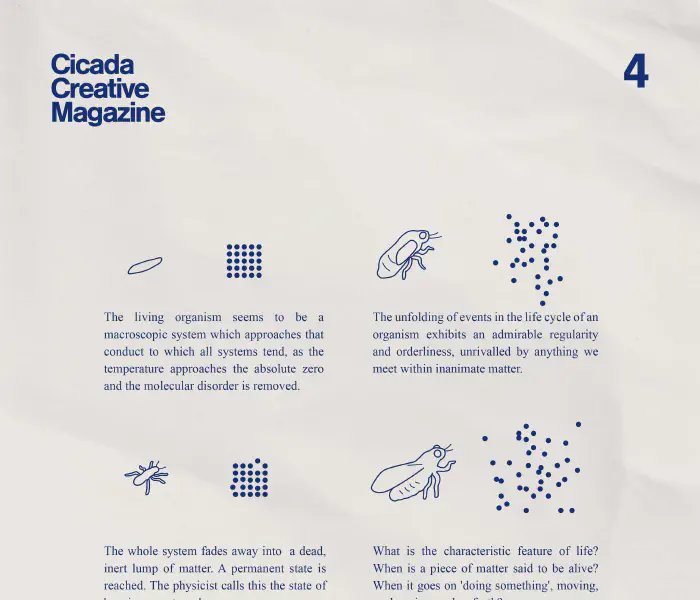 Cicada
Creative
Magazine
4
The living organism seems to be a
macroscopic system which approaches that
conduct to which all systems tend, as the
temperature approaches the absolute zero
and the molecular disorder is removed.
The unfolding of events in the life cycle of an
organism exhibits an admirable regularity
and orderliness, unrivalled by anything we
meet within inanimate matter.
The whole system fades away into a dead,
inert lump of matter. A permanent state is
reached. The physicist calls this the state of
What is the characteristic feature of life?
When is a piece of matter said to be alive?
When it goes on 'doing something', moving,